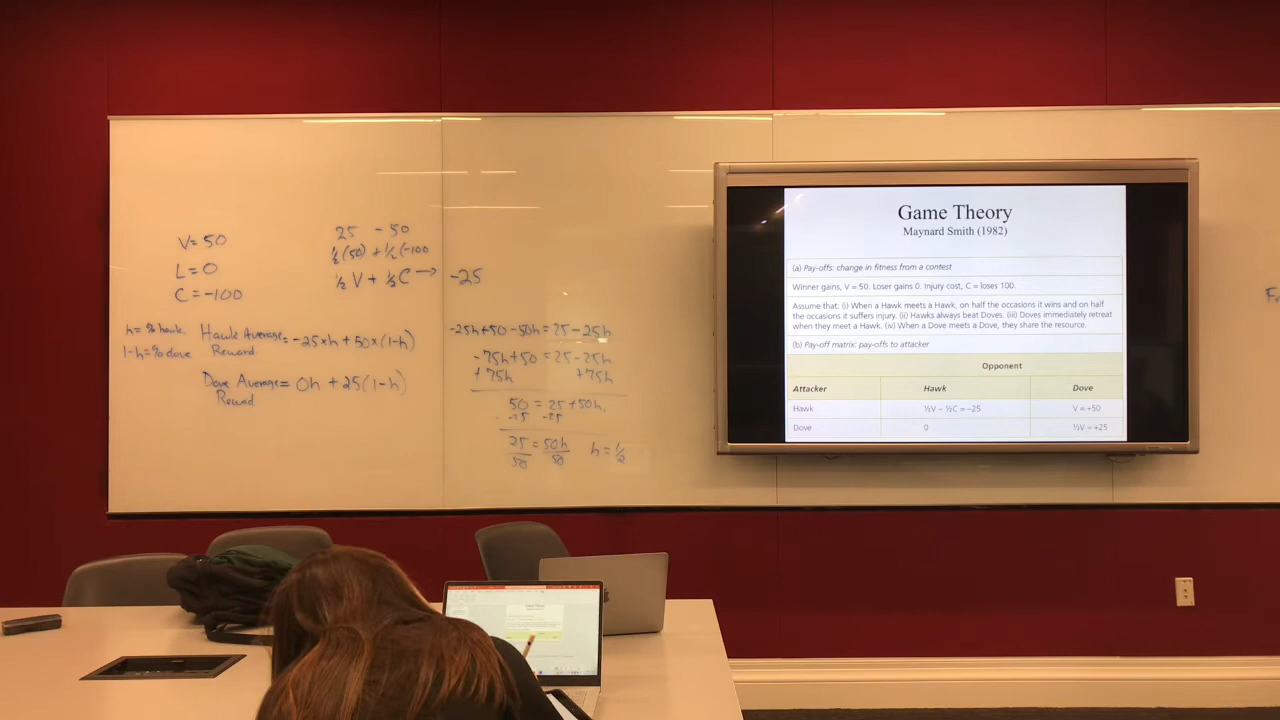 V=50
L=0
C=-100
25 - 50
½(50) + ½(-100
½V + ½C → -25
h=% hawk
1-h=% dove
Hawk Average = -25×h + 50×(1-h)
Reward
Dove Average = 0h + 25(1-h)
Reward
-25h+50-50h=25-25h
-75h+50=25-25h
+75h +75h
50 = 25 +50h
-25 -25
25 = 50h h=½
50 50
Game Theory
Maynard Smith (1982)
(a) Pay-offs: change in fitness from a contest
Winner gains, V = 50. Loser gains 0. Injury cost, C = loses 100.
Assume that: (i) When a Hawk meets a Hawk, on half the occasions it wins and on half
the occasions it suffers injury. (ii) Hawks always beat Doves. (iii) Doves immediately retreat
when they meet a Hawk. (iv) When a Dove meets a Dove, they share the resource.
(b) Pay-off matrix: pay-offs to attacker
Opponent
Attacker Hawk Dove
Hawk ½V − ½C = −25 V = +50
Dove 0 ½V = +25
Game Theory